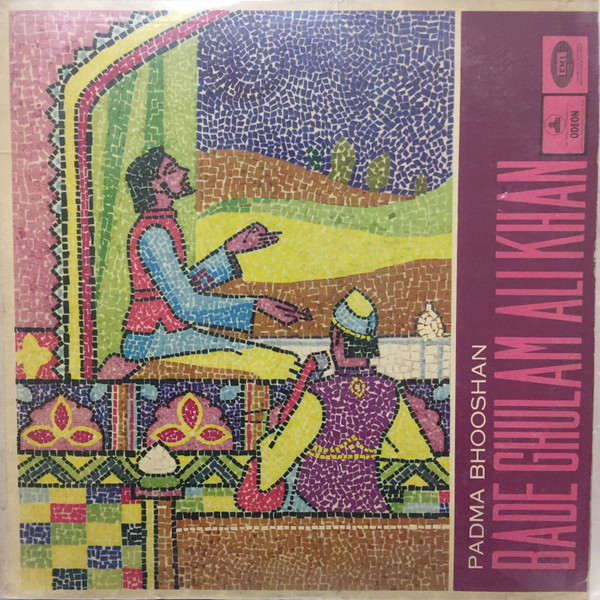 PADMA BHOOSHAN
BADE GHULAM ALI KHAN
EMI
ODEON